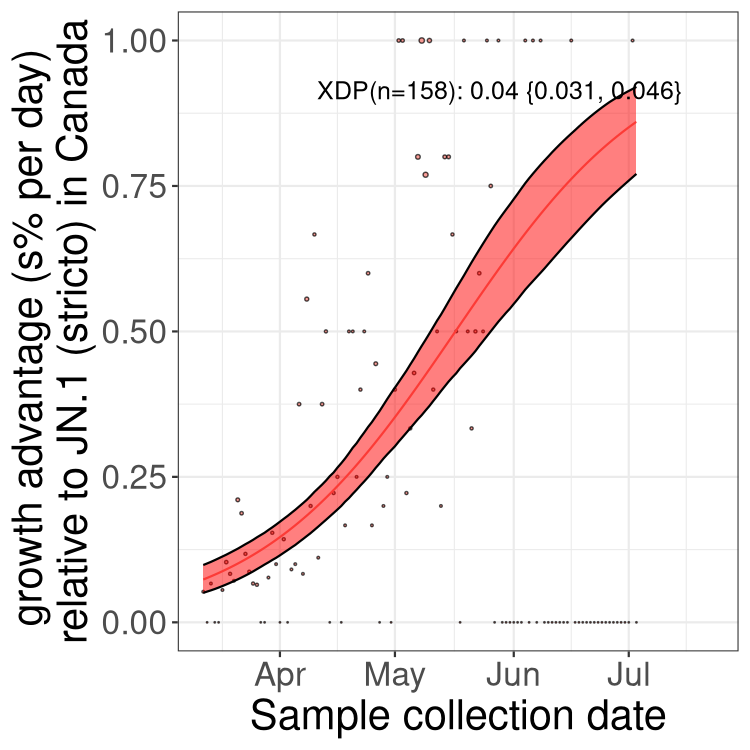 growth advantage (s% per day)
relative to JN.1 (stricto) in Canada
1.00
0.75
0.50
0.25
0.00
XDP(n=158): 0.04 {0.031, 0.046}
Apr May Jun Jul
Sample collection date